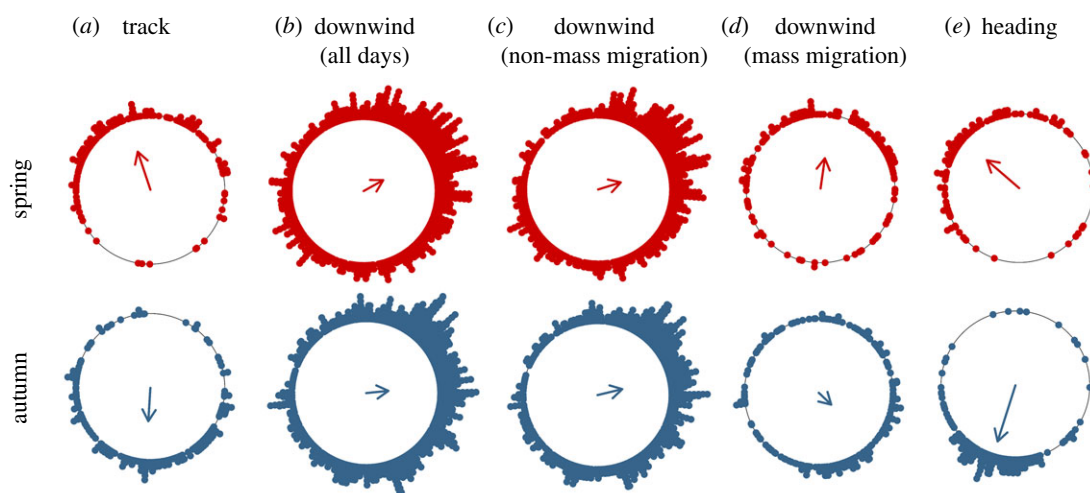 (a) track
(b) downwind
(all days)
(c) downwind
(non-mass migration)
(d) downwind
(mass migration)
(e) heading
spring
autumn